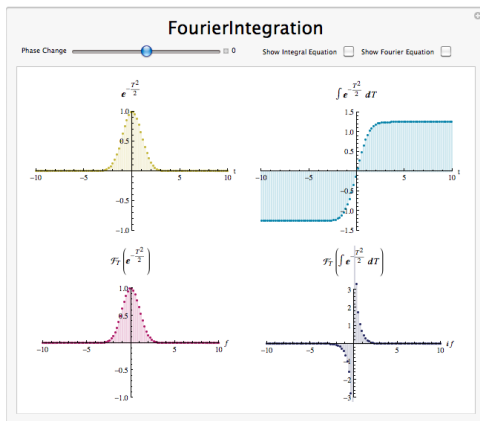 FourierIntegration
Phase Change 0 Show Integral Equation Show Fourier Equation
e^(-T²/2)
1.0
0.5
-10 -5 5 10 t
-0.5
-1.0
∫ e^(-T²/2) dT
1.5
1.0
0.5
-10 -5 5 10 t
-0.5
-1.0
-1.5
ℱ_T(e^(-T²/2))
1.0
0.5
-10 -5 5 10 f
-0.5
-1.0
ℱ_T(∫ e^(-T²/2) dT)
3
2
1
-10 -5 5 10 if
-1
-2
-3